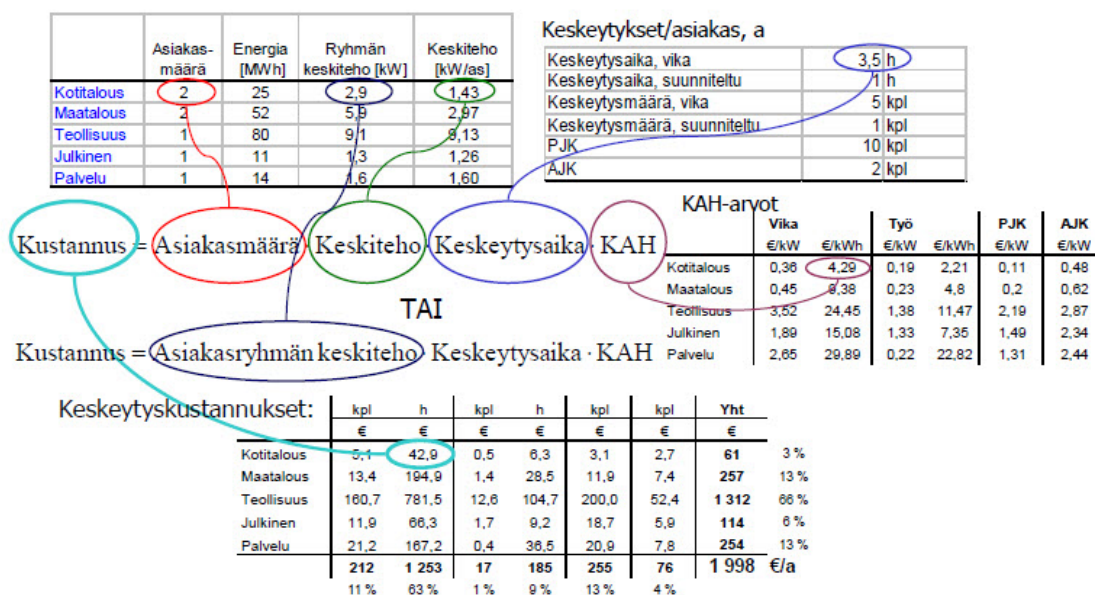 Asiakas- Energia Ryhmän Keskiteho
määrä [MWh] keskiteho [kW] [kW/as]
Kotitalous 2 25 2,9 1,43
Maatalous 2 52 5,9 2,97
Teollisuus 1 80 9,1 9,13
Julkinen 1 11 1,3 1,26
Palvelu 1 14 1,6 1,60
Keskeytykset/asiakas, a
Keskeytysaika, vika 3,5 h
Keskeytysaika, suunniteltu 1 h
Keskeytysmäärä, vika 5 kpl
Keskeytysmäärä, suunniteltu 1 kpl
PJK 10 kpl
AJK 2 kpl
Kustannus = Asiakasmäärä · Keskiteho · Keskeytysaika · KAH
TAI
Kustannus = Asiakasryhmän keskiteho · Keskeytysaika · KAH
KAH-arvot
Vika Työ PJK AJK
€/kW €/kWh €/kW €/kWh €/kW €/kW
Kotitalous 0,36 4,29 0,19 2,21 0,11 0,48
Maatalous 0,45 9,38 0,23 4,8 0,2 0,62
Teollisuus 3,52 24,45 1,38 11,47 2,19 2,87
Julkinen 1,89 15,08 1,33 7,35 1,49 2,34
Palvelu 2,65 29,89 0,22 22,82 1,31 2,44
Keskeytyskustannukset:
kpl h kpl h kpl kpl Yht
€ € € € € € €
Kotitalous 5,1 42,9 0,5 6,3 3,1 2,7 61 3 %
Maatalous 13,4 194,9 1,4 28,5 11,9 7,4 257 13 %
Teollisuus 160,7 781,5 12,6 104,7 200,0 52,4 1 312 66 %
Julkinen 11,9 66,3 1,7 9,2 18,7 5,9 114 6 %
Palvelu 21,2 167,2 0,4 36,5 20,9 7,8 254 13 %
212 1 253 17 185 255 76 1 998 €/a
11 % 63 % 1 % 9 % 13 % 4 %